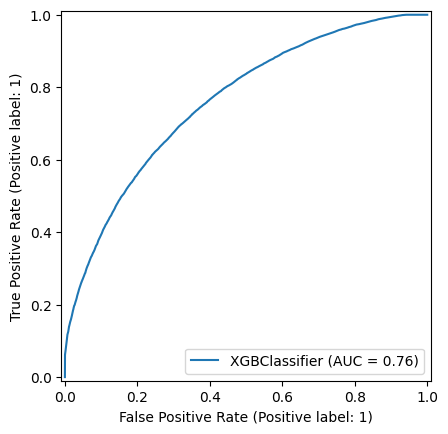 1.0
0.8
0.6
0.4
0.2
0.0
True Positive Rate (Positive label: 1)
XGBClassifier (AUC = 0.76)
0.0 0.2 0.4 0.6 0.8 1.0
False Positive Rate (Positive label: 1)